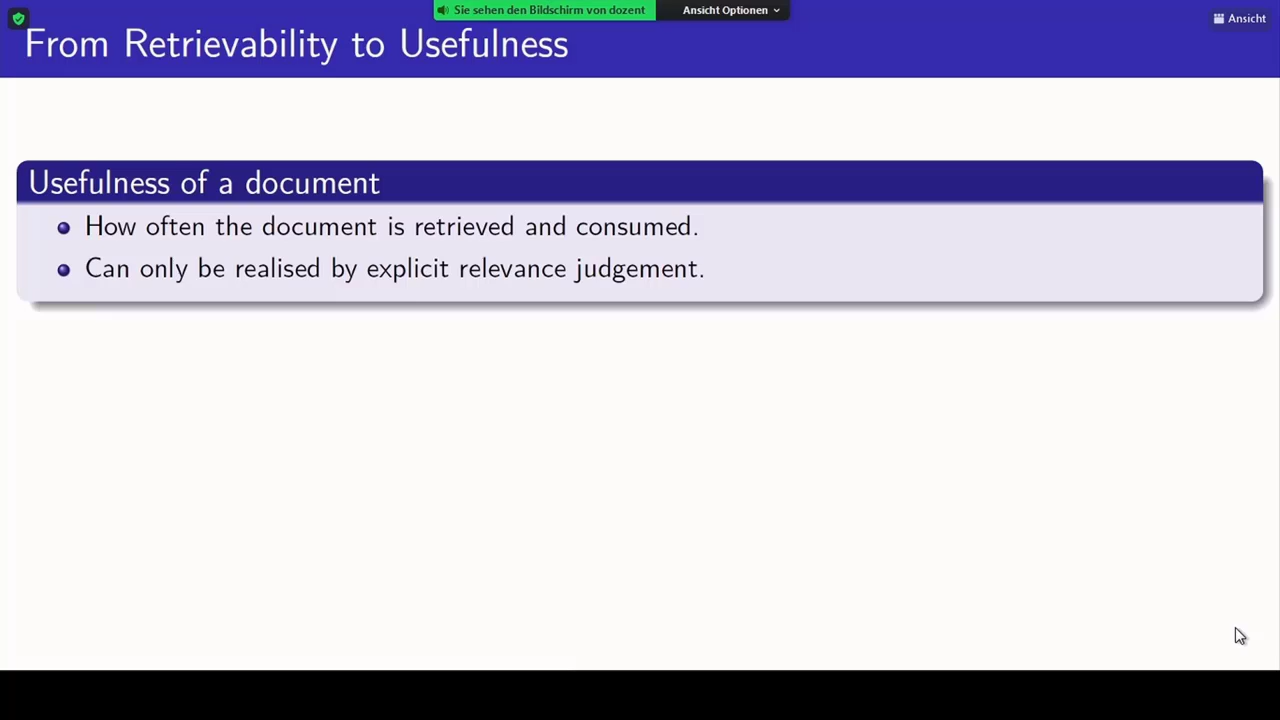 Sie sehen den Bildschirm von dozent
Ansicht Optionen
Ansicht
From Retrievability to Usefulness
Usefulness of a document
How often the document is retrieved and consumed.
Can only be realised by explicit relevance judgement.